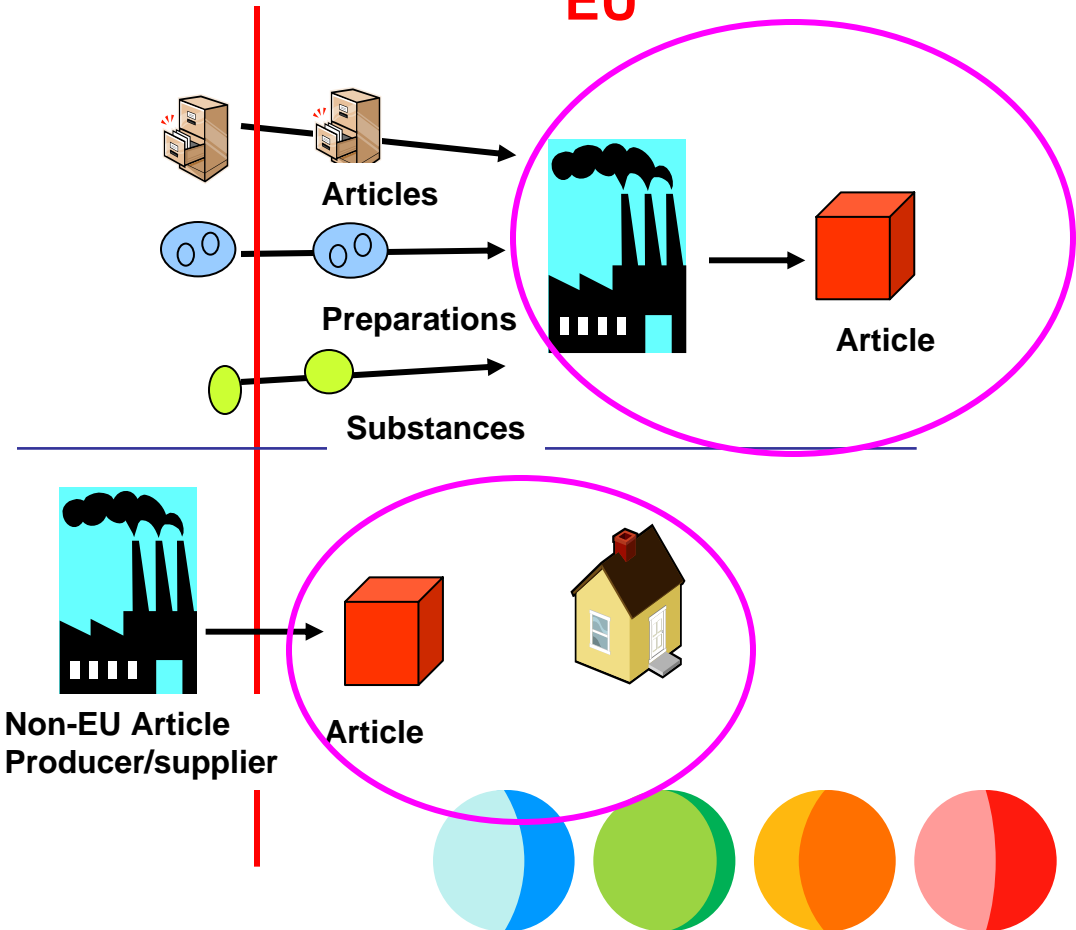 EU
Articles
Preparations
Article
Substances
Non-EU Article
Producer/supplier
Article